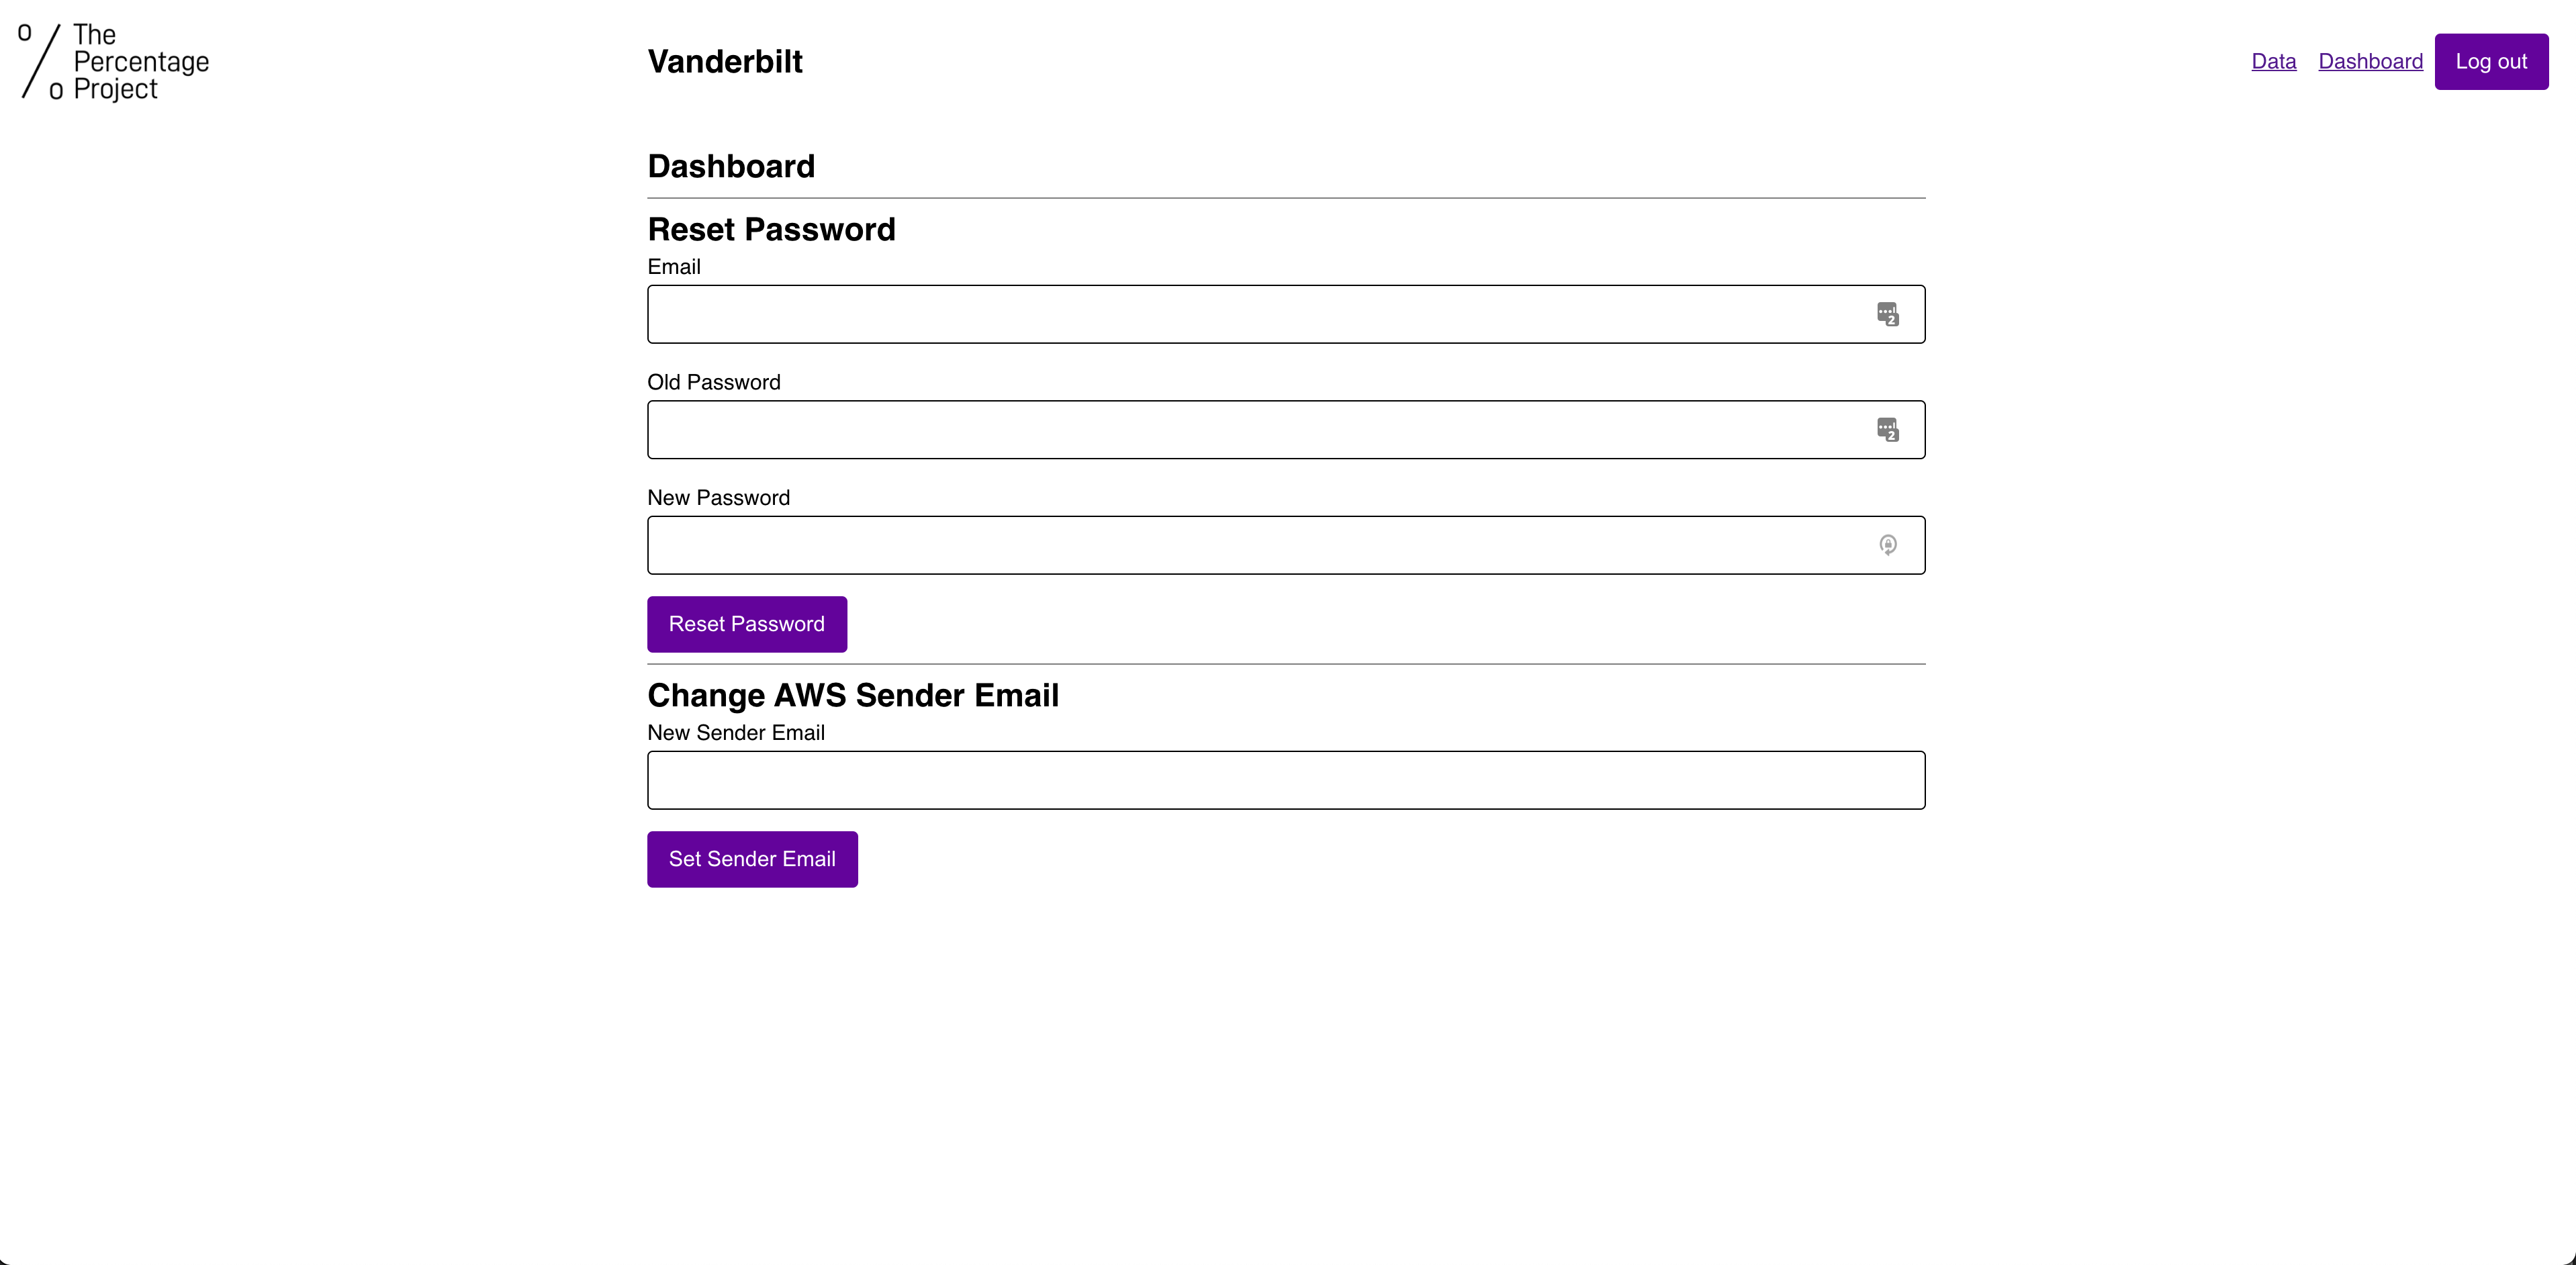 The
Percentage
Project
Vanderbilt
Data Dashboard Log out
Dashboard
Reset Password
Email
Old Password
New Password
Reset Password
Change AWS Sender Email
New Sender Email
Set Sender Email